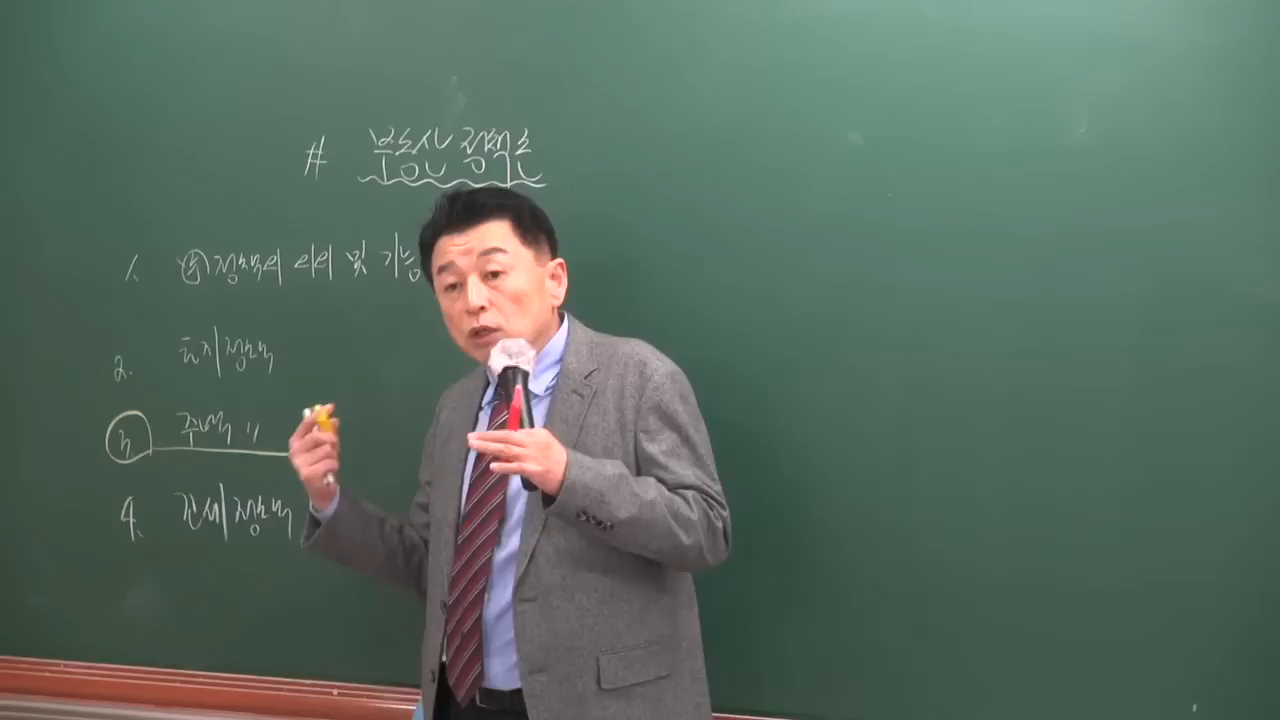 # 부동산 정책론
1. 부 정책의 의의 및 기능
2. 토지정책
3 주택 〃
4. 조세정책